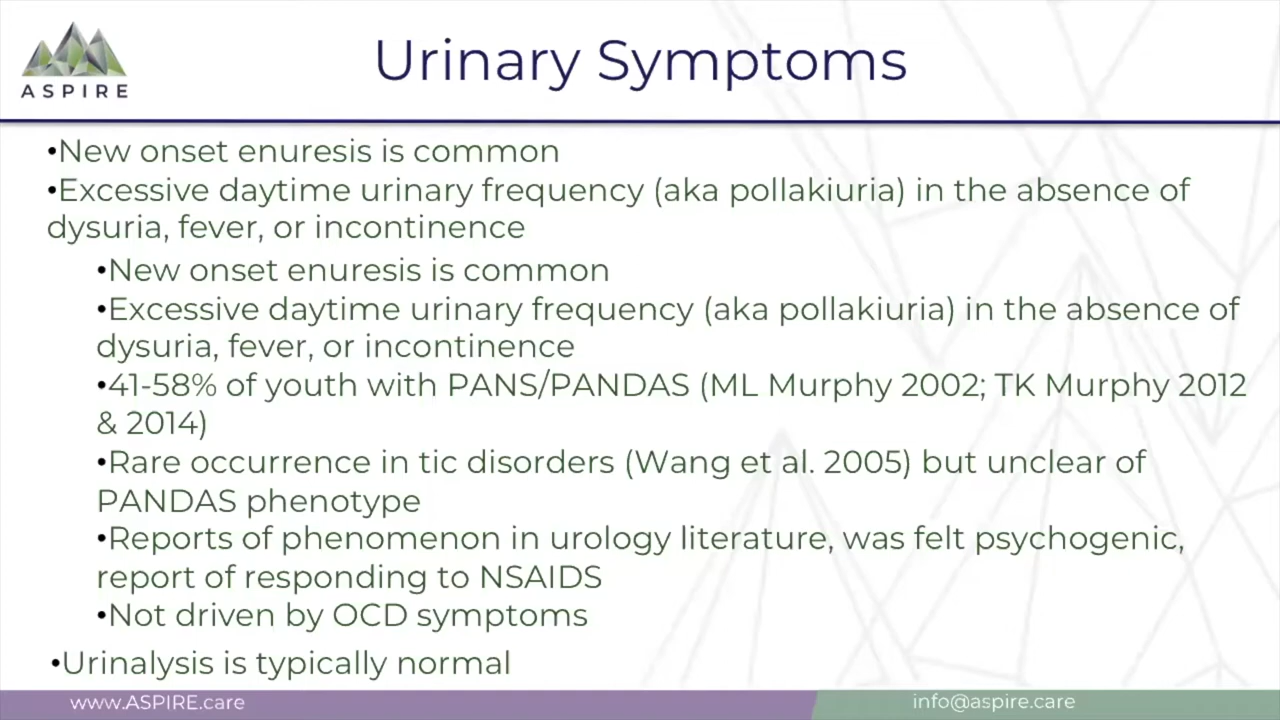 ASPIRE
Urinary Symptoms
•New onset enuresis is common
•Excessive daytime urinary frequency (aka pollakiuria) in the absence of
dysuria, fever, or incontinence
•New onset enuresis is common
•Excessive daytime urinary frequency (aka pollakiuria) in the absence of
dysuria, fever, or incontinence
•41-58% of youth with PANS/PANDAS (ML Murphy 2002; TK Murphy 2012
& 2014)
•Rare occurrence in tic disorders (Wang et al. 2005) but unclear of
PANDAS phenotype
•Reports of phenomenon in urology literature, was felt psychogenic,
report of responding to NSAIDS
•Not driven by OCD symptoms
•Urinalysis is typically normal
www.ASPIRE.care
info@aspire.care